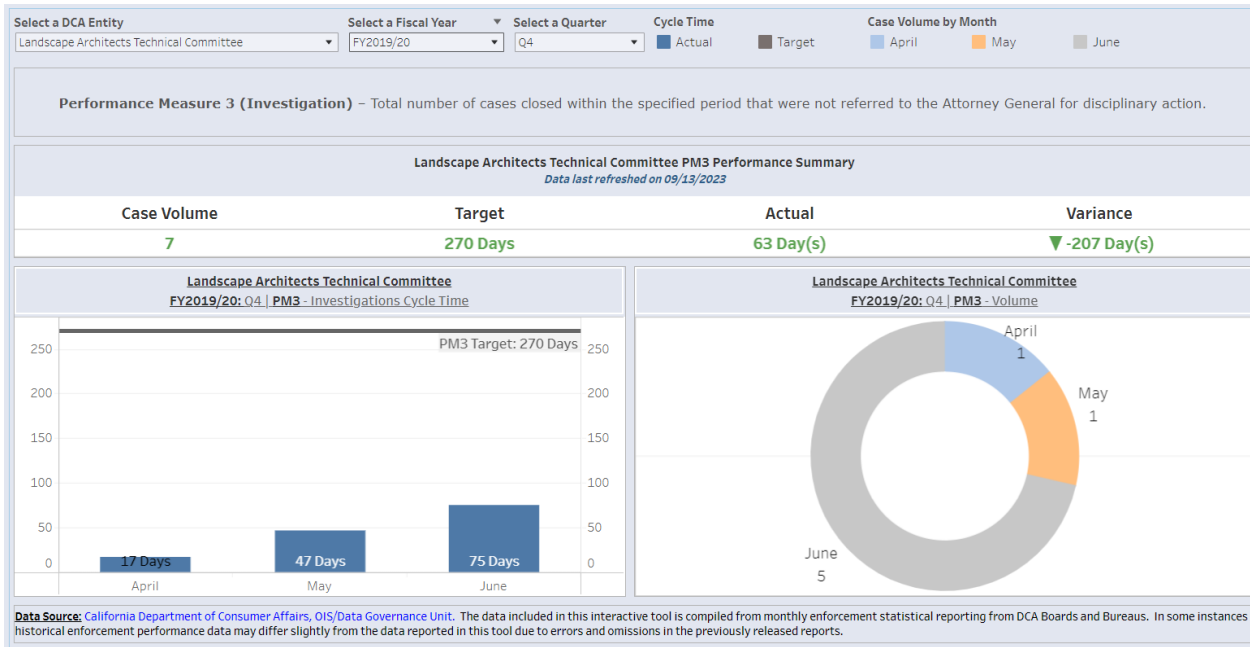 Select a DCA Entity
Select a Fiscal Year
Select a Quarter
Cycle Time
Case Volume by Month
Landscape Architects Technical Committee
FY2019/20
Q4
Actual
Target
April
May
June
Performance Measure 3 (Investigation) – Total number of cases closed within the specified period that were not referred to the Attorney General for disciplinary action.
Landscape Architects Technical Committee PM3 Performance Summary
Data last refreshed on 09/13/2023
Case Volume
Target
Actual
Variance
7
270 Days
63 Day(s)
▼ -207 Day(s)
Landscape Architects Technical Committee
FY2019/20: Q4 | PM3 - Investigations Cycle Time
PM3 Target: 270 Days
250
250
200
200
150
150
100
100
50
50
0
0
17 Days
47 Days
75 Days
April
May
June
Landscape Architects Technical Committee
FY2019/20: Q4 | PM3 - Volume
April
1
May
1
June
5
Data Source: California Department of Consumer Affairs, OIS/Data Governance Unit. The data included in this interactive tool is compiled from monthly enforcement statistical reporting from DCA Boards and Bureaus. In some instances
historical enforcement performance data may differ slightly from the data reported in this tool due to errors and omissions in the previously released reports.